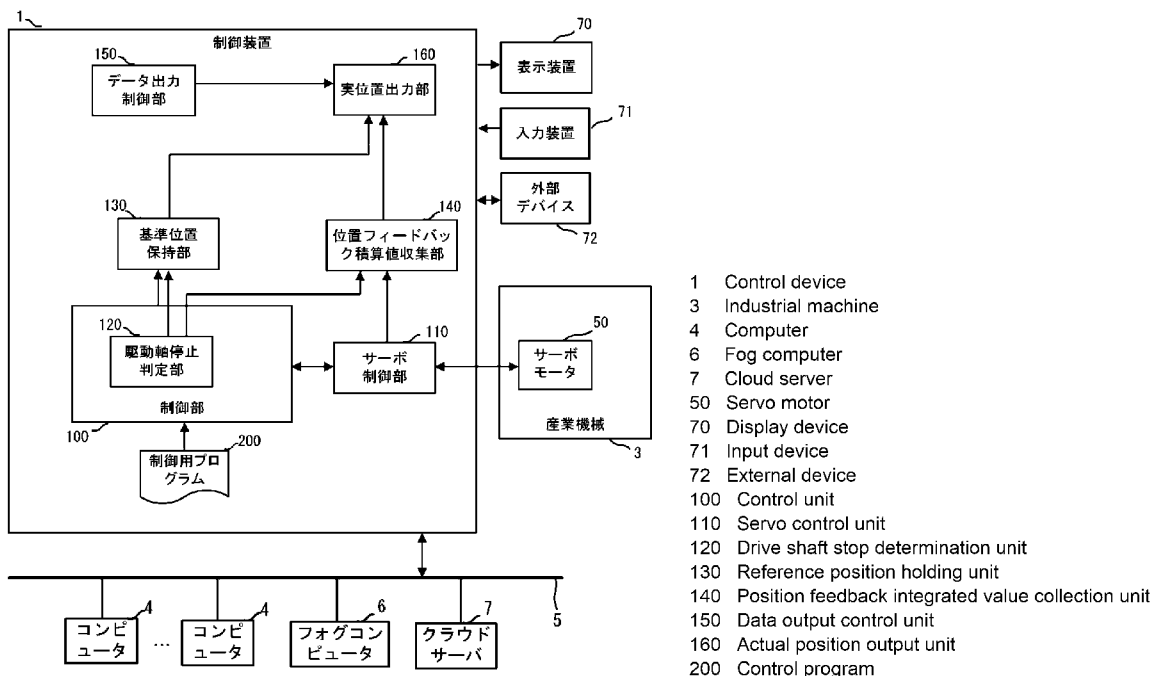 1
制御装置
150
データ出力
制御部
160
実位置出力部
70
表示装置
71
入力装置
外部
デバイス
72
130
基準位置
保持部
140
位置フィードバッ
ク積算値収集部
120
駆動軸停止
判定部
制御部
100
110
サーボ
制御部
50
サーボ
モータ
産業機械
3
200
制御用プロ
グラム
5
4
コンピ
ュータ
...
4
コンピ
ュータ
6
フォグコン
ピュータ
7
クラウド
サーバ
1 Control device
3 Industrial machine
4 Computer
6 Fog computer
7 Cloud server
50 Servo motor
70 Display device
71 Input device
72 External device
100 Control unit
110 Servo control unit
120 Drive shaft stop determination unit
130 Reference position holding unit
140 Position feedback integrated value collection unit
150 Data output control unit
160 Actual position output unit
200 Control program